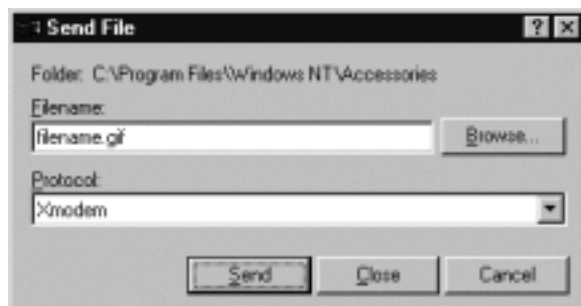 Send File
Folder: C:\Program Files\Windows NT\Accessories
Filename:
filename.gif
Browse...
Protocol:
Xmodem
Send Close Cancel